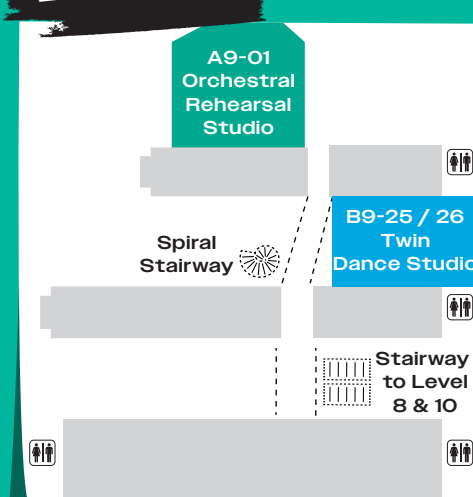 A9-01
Orchestral
Rehearsal
Studio
B9-25 / 26
Twin
Dance Studio
Spiral
Stairway
Stairway
to Level
8 & 10